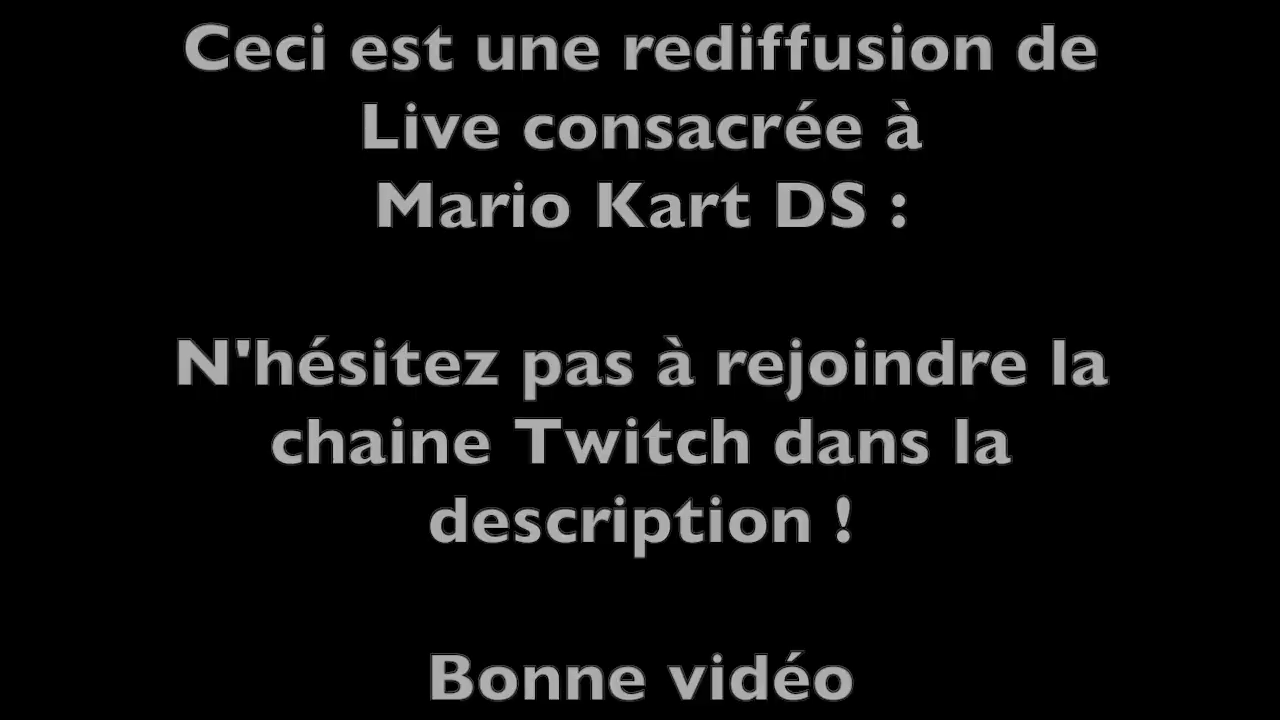 Ceci est une rediffusion de
Live consacrée à
Mario Kart DS :
N'hésitez pas à rejoindre la
chaine Twitch dans la
description !
Bonne vidéo